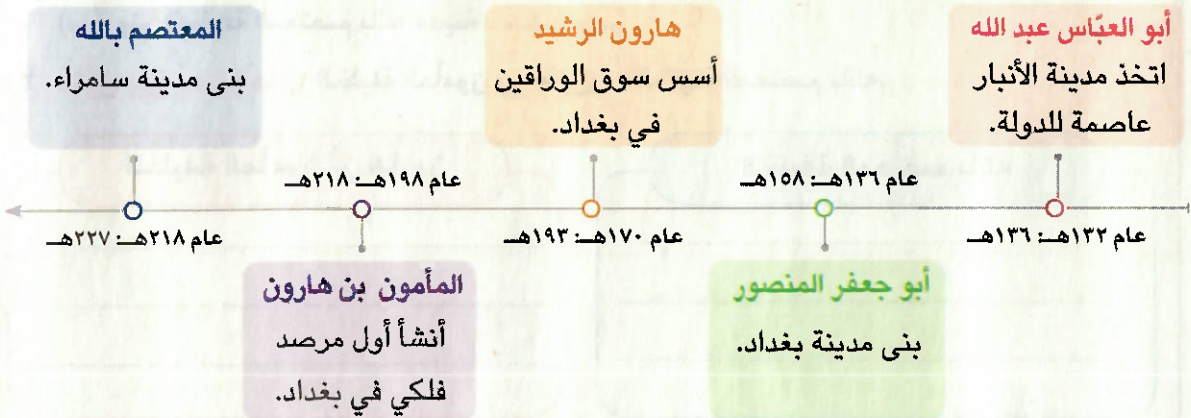 أبو العبّاس عبد الله
اتخذ مدينة الأنبار
عاصمة للدولة.
عام ١٣٢هـ: ١٣٦هـ
عام ١٣٦هـ: ١٥٨هـ
أبو جعفر المنصور
بنى مدينة بغداد.
هارون الرشيد
أسس سوق الوراقين
في بغداد.
عام ١٧٠هـ: ١٩٣هـ
عام ١٩٨هـ: ٢١٨هـ
المأمون بن هارون
أنشأ أول مرصد
فلكي في بغداد.
المعتصم بالله
بنى مدينة سامراء.
عام ٢١٨هـ: ٢٢٧هـ